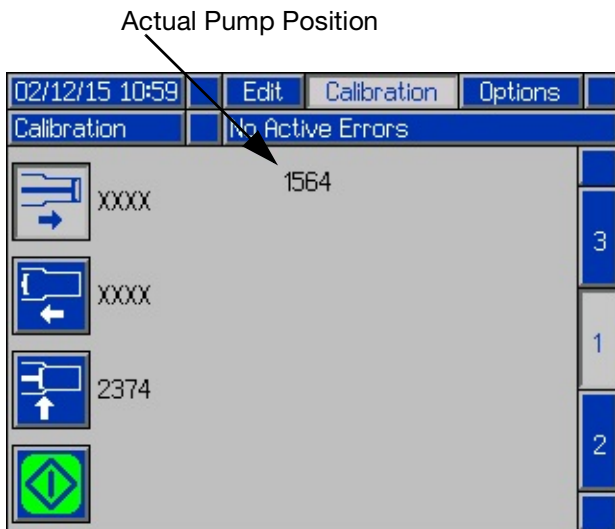 Actual Pump Position
02/12/15 10:59 Edit Calibration Options
Calibration No Active Errors
1564
XXXX
3
XXXX
1
2374
2